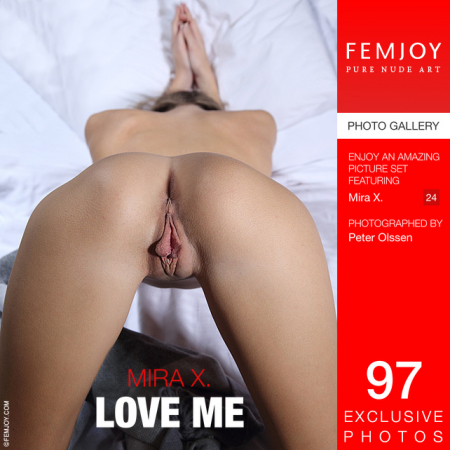 FEMJOY
PURE NUDE ART
PHOTO GALLERY
ENJOY AN AMAZING
PICTURE SET
FEATURING
Mira X. 24
PHOTOGRAPHED BY
Peter Olssen
97
EXCLUSIVE
PHOTOS
MIRA X.
LOVE ME
©FEMJOY.COM